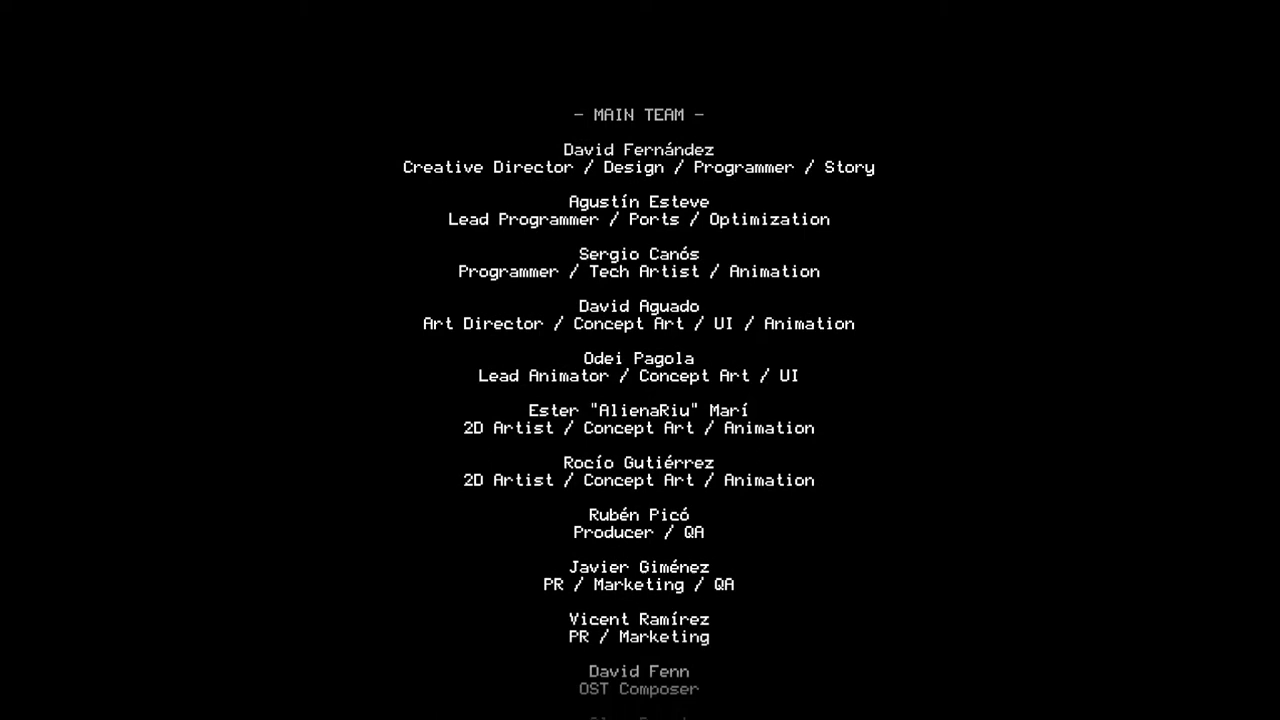 - MAIN TEAM -
David Fernández
Creative Director / Design / Programmer / Story
Agustín Esteve
Lead Programmer / Ports / Optimization
Sergio Canós
Programmer / Tech Artist / Animation
David Aguado
Art Director / Concept Art / UI / Animation
Odei Pagola
Lead Animator / Concept Art / UI
Ester "AlienaRiu" Marí
2D Artist / Concept Art / Animation
Rocío Gutiérrez
2D Artist / Concept Art / Animation
Rubén Picó
Producer / QA
Javier Giménez
PR / Marketing / QA
Vicent Ramírez
PR / Marketing
David Fenn
OST Composer